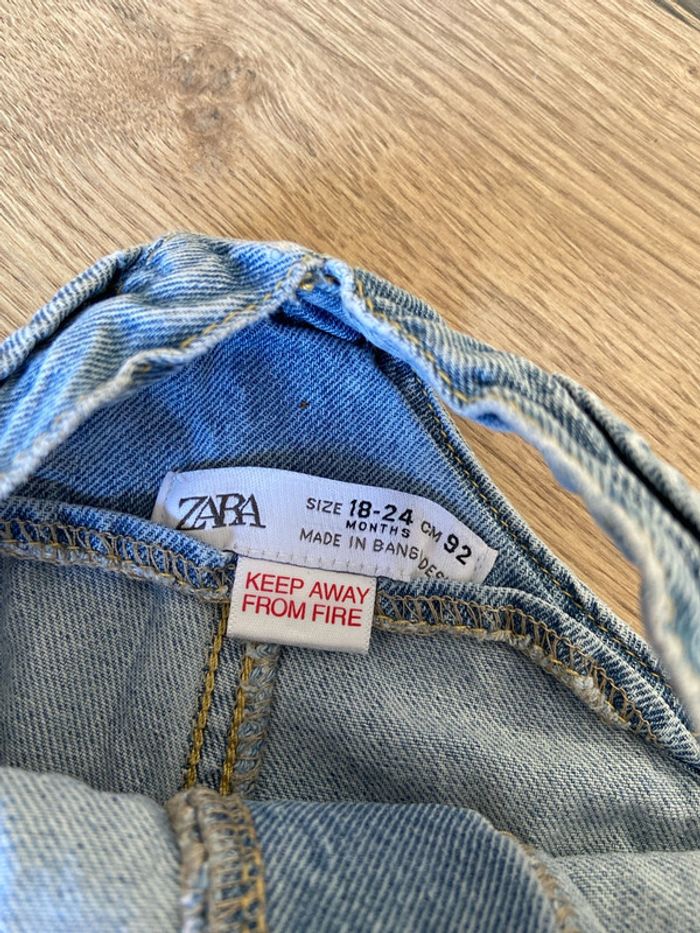 ZARA
SIZE 18-24 CM 92
MONTHS
MADE IN BANG
KEEP AWAY
FROM FIRE